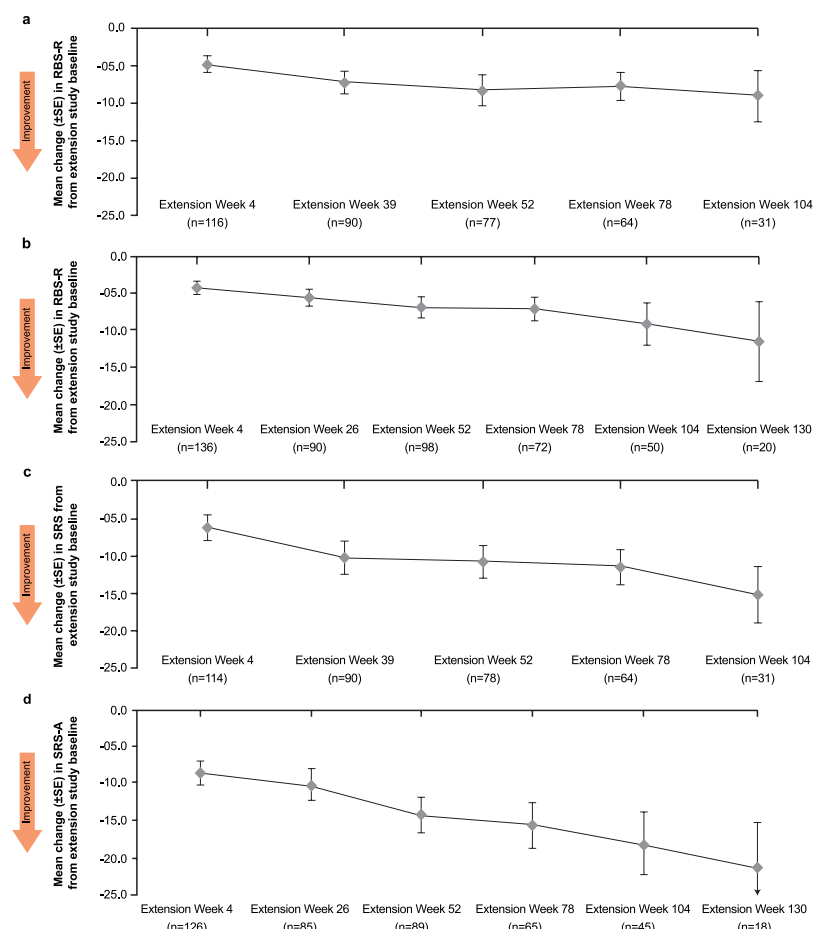 a
Improvement
Mean change (±SE) in RBS-R
from extension study baseline
0.0
-05.0
-10.0
-15.0
-20.0
-25.0
Extension Week 4
(n=116)
Extension Week 39
(n=90)
Extension Week 52
(n=77)
Extension Week 78
(n=64)
Extension Week 104
(n=31)
b
Improvement
Mean change (±SE) in RBS-R
from extension study baseline
0.0
-05.0
-10.0
-15.0
-20.0
-25.0
Extension Week 4
(n=136)
Extension Week 26
(n=90)
Extension Week 52
(n=98)
Extension Week 78
(n=72)
Extension Week 104
(n=50)
Extension Week 130
(n=20)
c
Improvement
Mean change (±SE) in SRS from
extension study baseline
0.0
-05.0
-10.0
-15.0
-20.0
-25.0
Extension Week 4
(n=114)
Extension Week 39
(n=90)
Extension Week 52
(n=78)
Extension Week 78
(n=64)
Extension Week 104
(n=31)
d
Improvement
Mean change (±SE) in SRS-A
from extension study baseline
0.0
-05.0
-10.0
-15.0
-20.0
-25.0
Extension Week 4
(n=126)
Extension Week 26
(n=85)
Extension Week 52
(n=89)
Extension Week 78
(n=65)
Extension Week 104
(n=45)
Extension Week 130
(n=18)